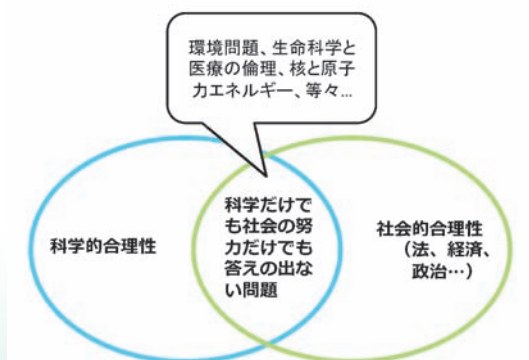 環境問題、生命科学と
医療の倫理、核と原子
力エネルギー、等々…
科学的合理性
科学だけで
も社会の努
力だけでも
答えの出な
い問題
社会的合理性
（法、経済、
政治…）